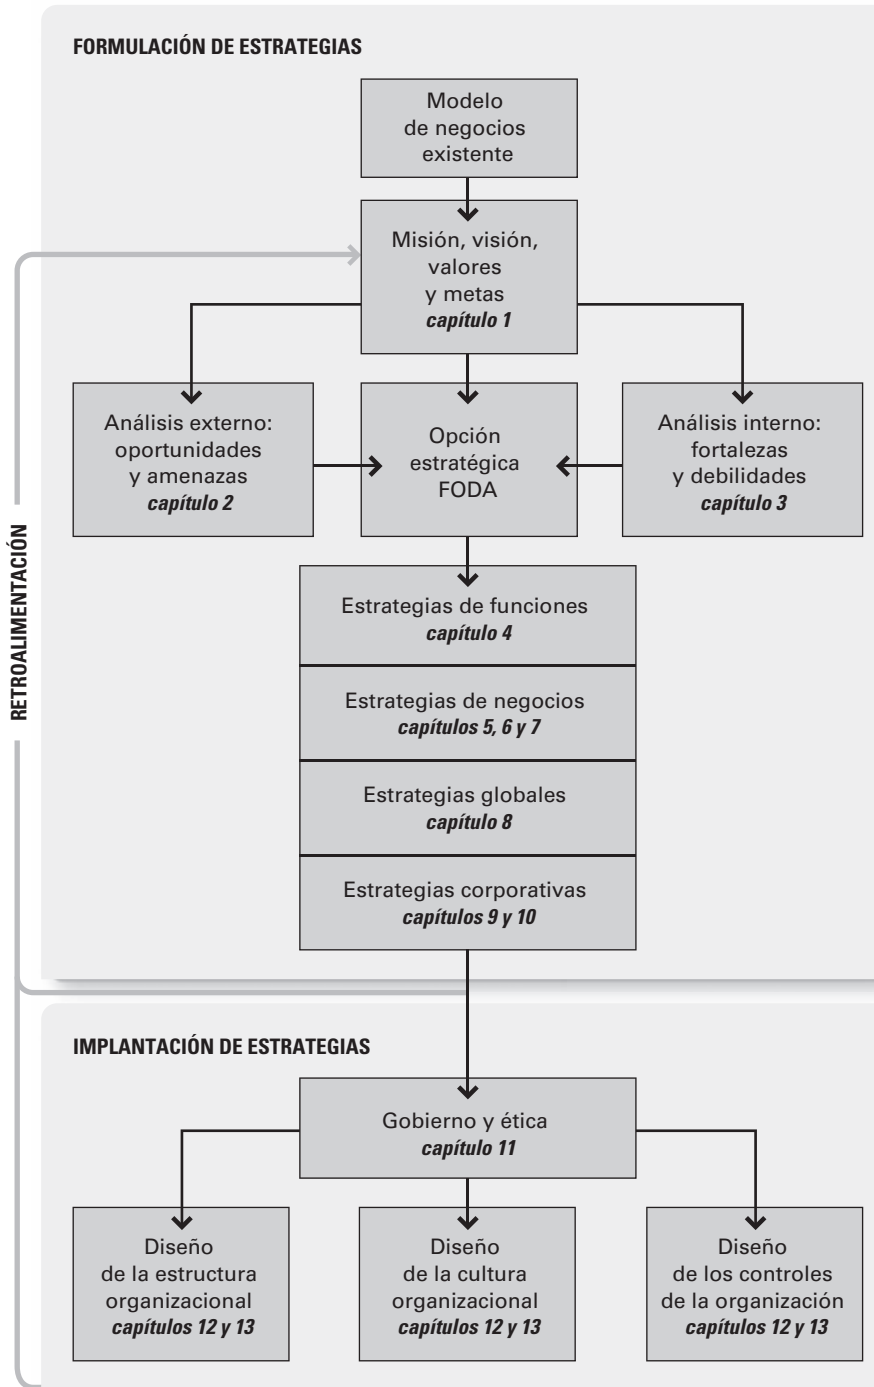 FORMULACIÓN DE ESTRATEGIAS
Modelo
de negocios
existente
Misión, visión,
valores
y metas
capítulo 1
Análisis externo:
oportunidades
y amenazas
capítulo 2
Opción
estratégica
FODA
Análisis interno:
fortalezas
y debilidades
capítulo 3
RETROALIMENTACIÓN
Estrategias de funciones
capítulo 4
Estrategias de negocios
capítulos 5, 6 y 7
Estrategias globales
capítulo 8
Estrategias corporativas
capítulos 9 y 10
IMPLANTACIÓN DE ESTRATEGIAS
Gobierno y ética
capítulo 11
Diseño
de la estructura
organizacional
capítulos 12 y 13
Diseño
de la cultura
organizacional
capítulos 12 y 13
Diseño
de los controles
de la organización
capítulos 12 y 13